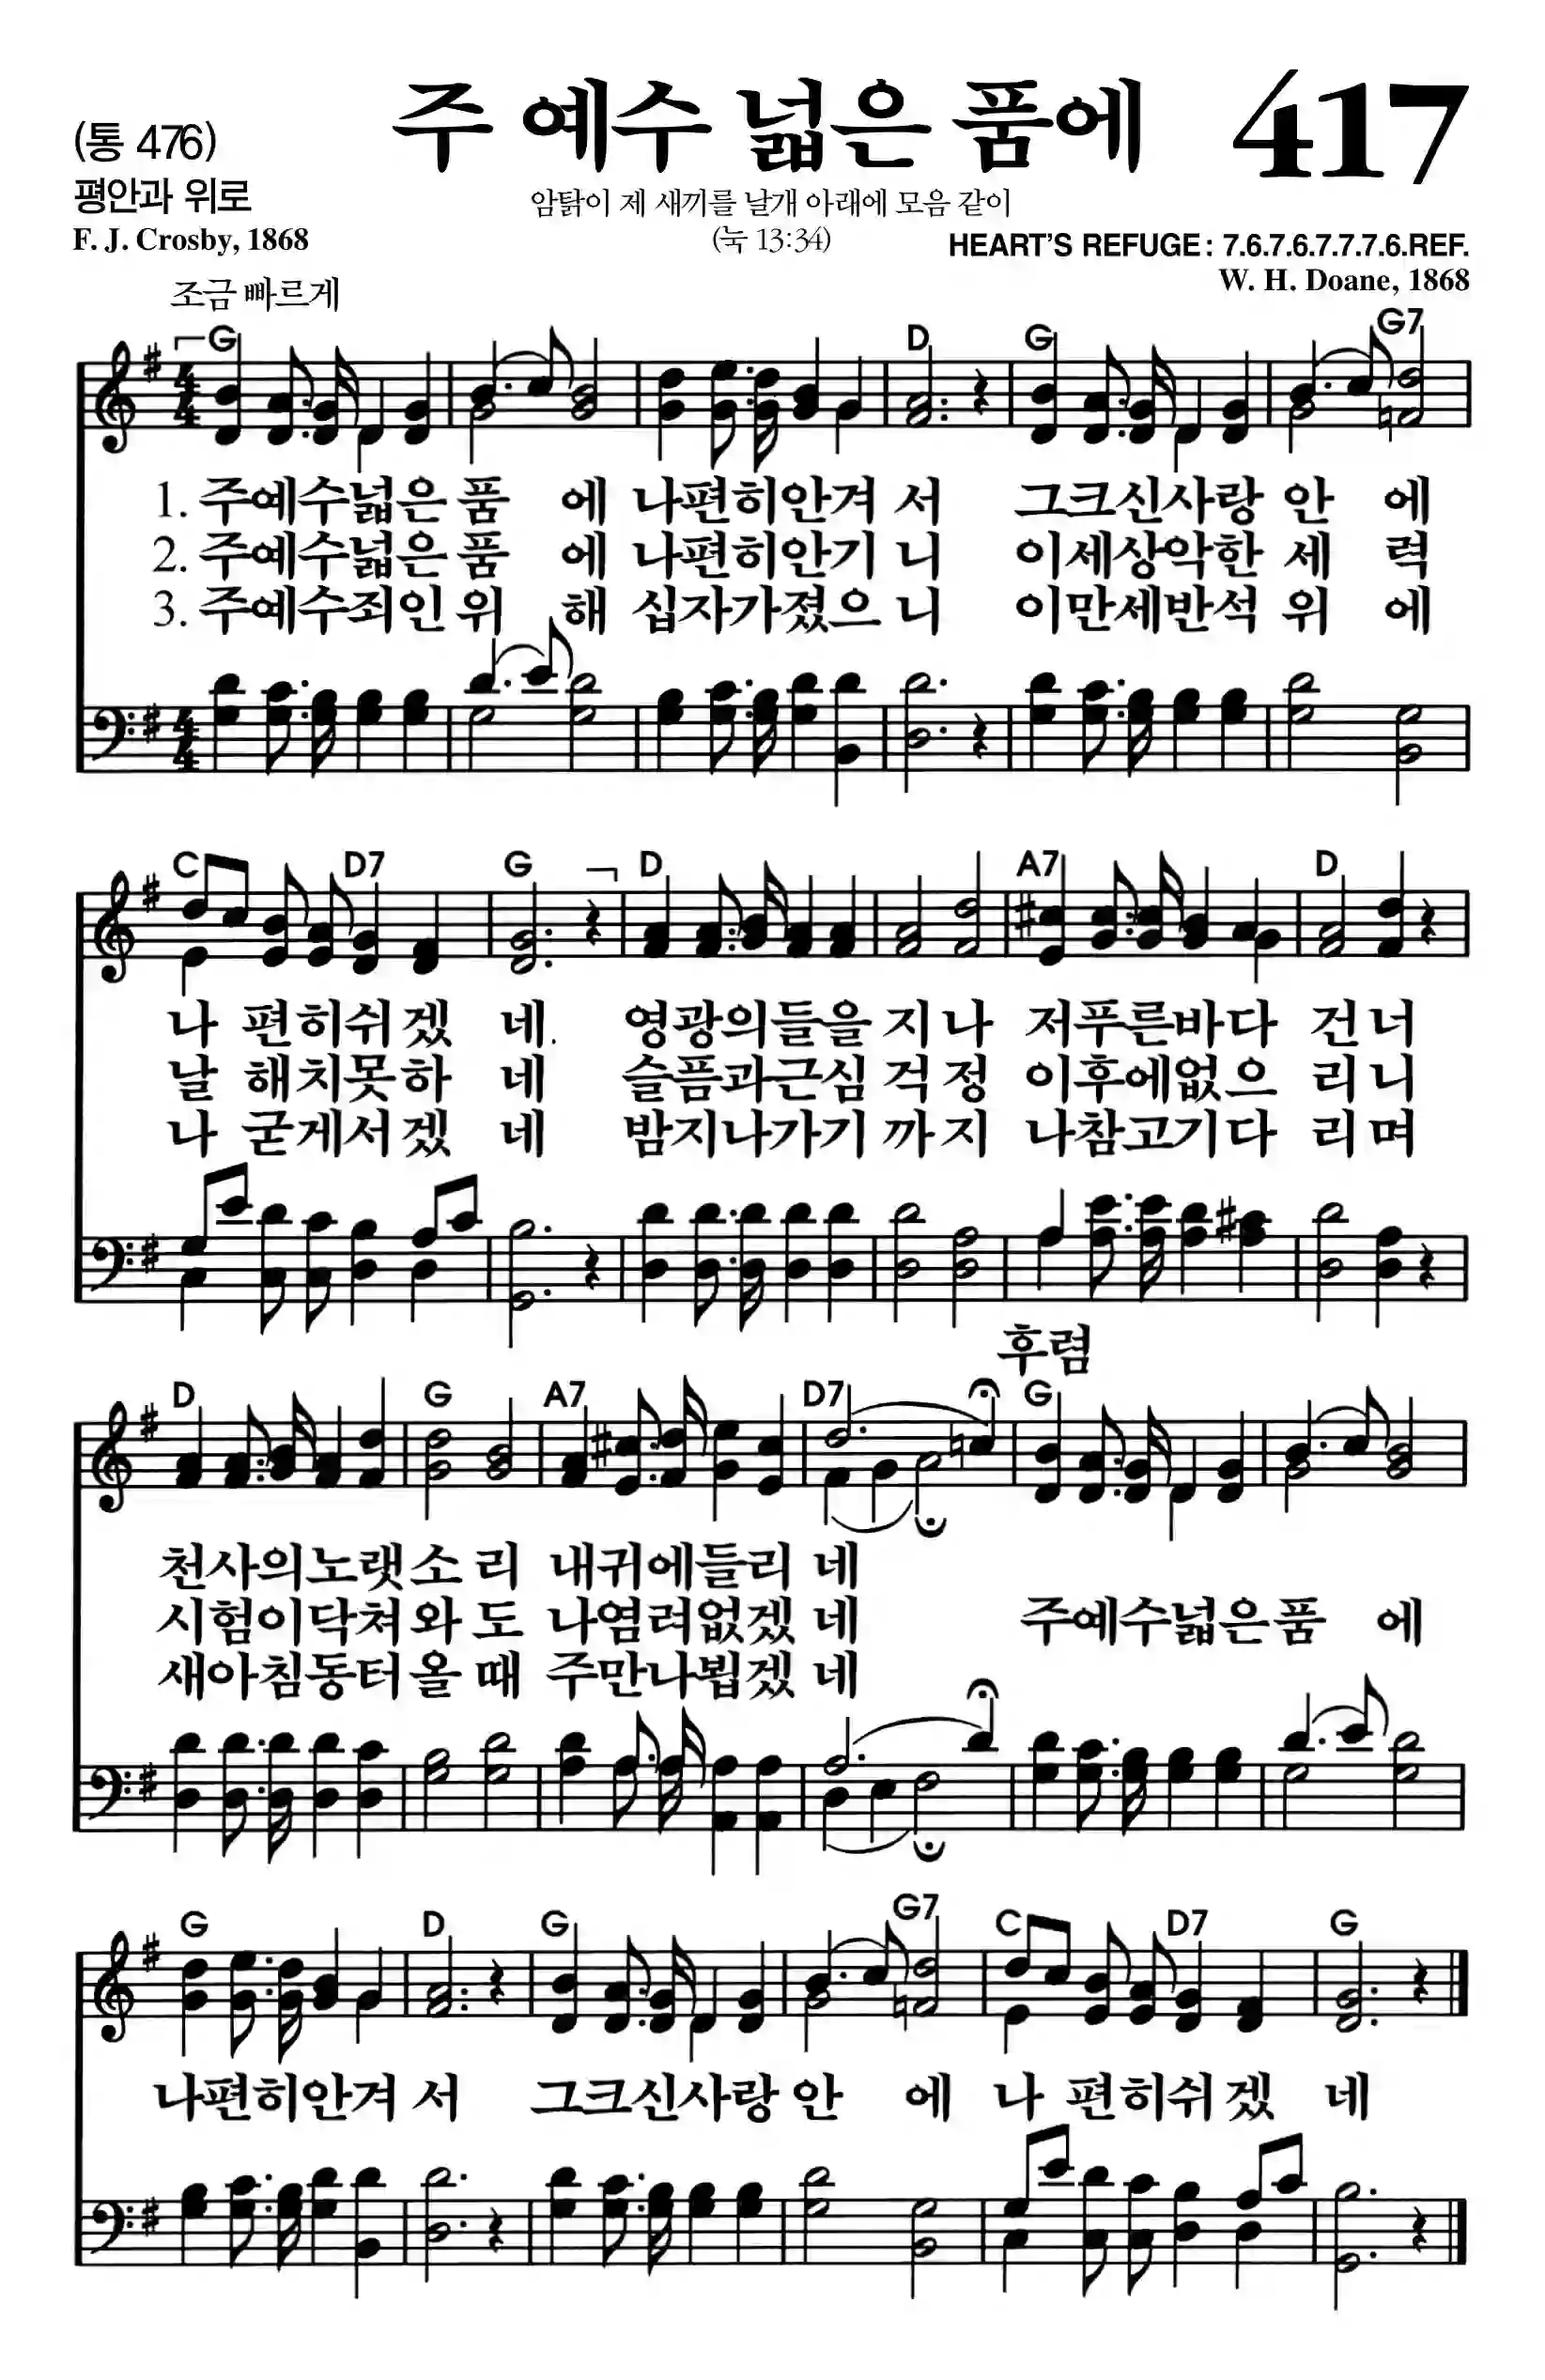 (통 476)
주 예수 넓은 품에
417
평안과 위로
암탉이 제 새끼를 날개 아래에 모음 같이
F. J. Crosby, 1868
(눅 13:34)
HEART'S REFUGE: 7.6.7.6.7.7.7.6.REF.
W. H. Doane, 1868
조금 빠르게
G D G G7
4 4
1. 주예수넓은 품 에 나편히안겨 서 그크신사랑 안 에
2. 주예수넓은 품 에 나편히안기 니 이세상악한 세 력
3. 주예수죄인 위 해 십자가졌으 니 이만세반석 위 에
4 4
C D7 G D A7 D
나 편히쉬겠 네. 영광의들을 지나 저푸른바다 건너
날 해치못하 네 슬픔과근심 걱정 이후에없으 리니
나 굳게서겠 네 밤지나가기 까지 나참고기다 리며
후렴
D G A7 D7 G
천사의노랫소 리 내귀에들리 네
시험이닥쳐와 도 나염려없겠 네 주예수넓은품 에
새아침동터올 때 주만나뵙겠 네
G D G G7 C D7 G
나편히안겨 서 그크신사랑 안 에 나 편히쉬겠 네